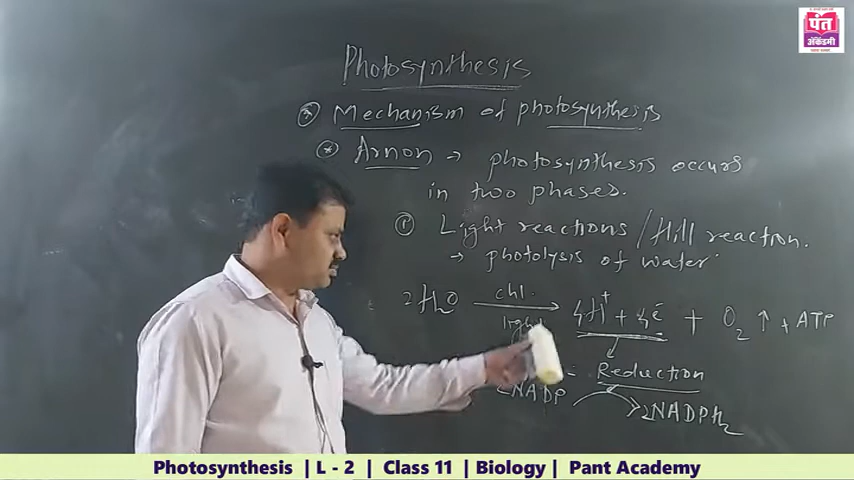 पंत
अ‍ॅकॅडमी
Photosynthesis
Mechanism of photosynthesis
Arnon → photosynthesis occurs
in two phases.
① Light reactions / Hill reaction.
→ photolysis of water
2H₂O chl. light → 4H⁺ + 4e⁻ + O₂ ↑ + ATP
Reduction
2NADP → 2NADPH₂
Photosynthesis | L - 2 | Class 11 | Biology | Pant Academy